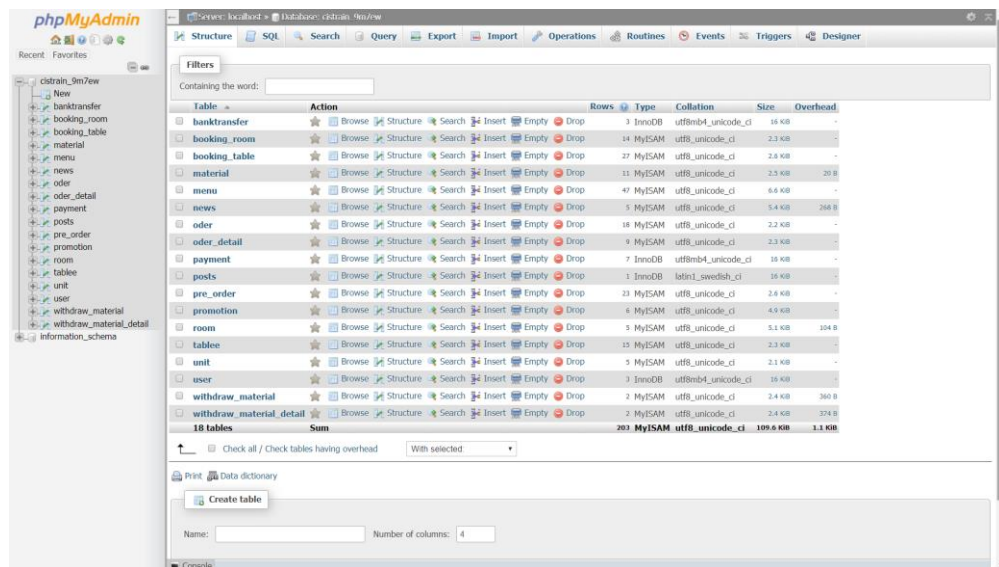 phpMyAdmin
Recent Favorites
cistrain_9m7ew
New
banktransfer
booking_room
booking_table
material
menu
news
oder
oder_detail
payment
posts
pre_order
promotion
room
tablee
unit
user
withdraw_material
withdraw_material_detail
information_schema
Server: localhost » Database: cistrain_9m7ew
Structure SQL Search Query Export Import Operations Routines Events Triggers Designer
Filters
Containing the word:
Table Action Rows Type Collation Size Overhead
banktransfer Browse Structure Search Insert Empty Drop 3 InnoDB utf8mb4_unicode_ci 16 KiB -
booking_room Browse Structure Search Insert Empty Drop 14 MyISAM utf8_unicode_ci 2.3 KiB -
booking_table Browse Structure Search Insert Empty Drop 27 MyISAM utf8_unicode_ci 2.8 KiB -
material Browse Structure Search Insert Empty Drop 11 MyISAM utf8_unicode_ci 2.5 KiB 20 B
menu Browse Structure Search Insert Empty Drop 47 MyISAM utf8_unicode_ci 6.6 KiB -
news Browse Structure Search Insert Empty Drop 5 MyISAM utf8_unicode_ci 5.4 KiB 268 B
oder Browse Structure Search Insert Empty Drop 18 MyISAM utf8_unicode_ci 2.2 KiB -
oder_detail Browse Structure Search Insert Empty Drop 9 MyISAM utf8_unicode_ci 2.3 KiB -
payment Browse Structure Search Insert Empty Drop 7 InnoDB utf8mb4_unicode_ci 16 KiB -
posts Browse Structure Search Insert Empty Drop 1 InnoDB latin1_swedish_ci 16 KiB -
pre_order Browse Structure Search Insert Empty Drop 23 MyISAM utf8_unicode_ci 2.6 KiB -
promotion Browse Structure Search Insert Empty Drop 6 MyISAM utf8_unicode_ci 4.9 KiB -
room Browse Structure Search Insert Empty Drop 5 MyISAM utf8_unicode_ci 5.1 KiB 104 B
tablee Browse Structure Search Insert Empty Drop 15 MyISAM utf8_unicode_ci 2.3 KiB -
unit Browse Structure Search Insert Empty Drop 5 MyISAM utf8_unicode_ci 2.1 KiB -
user Browse Structure Search Insert Empty Drop 3 InnoDB utf8mb4_unicode_ci 16 KiB -
withdraw_material Browse Structure Search Insert Empty Drop 2 MyISAM utf8_unicode_ci 2.4 KiB 360 B
withdraw_material_detail Browse Structure Search Insert Empty Drop 2 MyISAM utf8_unicode_ci 2.4 KiB 374 B
18 tables Sum 203 MyISAM utf8_unicode_ci 109.6 KiB 1.1 KiB
Check all / Check tables having overhead With selected:
Print Data dictionary
Create table
Name: Number of columns: 4
Console